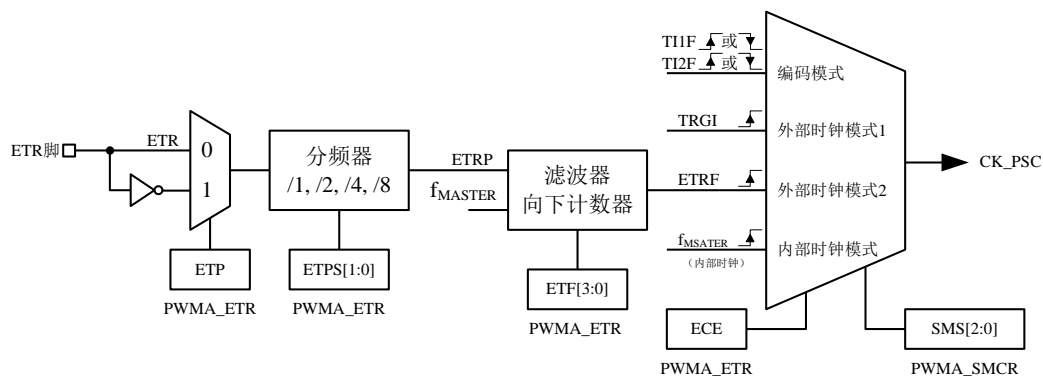 TI1F 或
TI2F 或
编码模式
TRGI
外部时钟模式1
ETR脚
ETR
0
1
分频器
/1, /2, /4, /8
ETRP
fMASTER
滤波器
向下计数器
ETRF
外部时钟模式2
CK_PSC
fMSATER
(内部时钟)
内部时钟模式
ETP
PWMA_ETR
ETPS[1:0]
PWMA_ETR
ETF[3:0]
PWMA_ETR
ECE
PWMA_ETR
SMS[2:0]
PWMA_SMCR